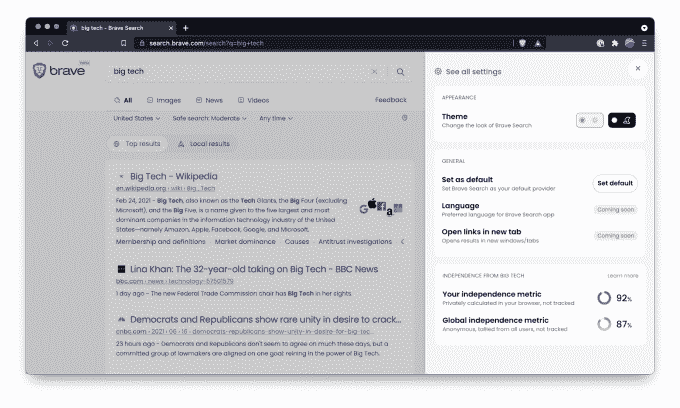 big tech - Brave Search
search.brave.com/search?q=big+tech
brave
beta
big tech
All
Images
News
Videos
Feedback
United States
Safe search: Moderate
Any time
Top results
Local results
Big Tech - Wikipedia
en.wikipedia.org › wiki › Big_Tech
Feb 24, 2021 - Big Tech, also known as the Tech Giants, the Big Four (excluding
Microsoft), and the Big Five, is a name given to the five largest and most
dominant companies in the information technology industry of the United
States—namely Amazon, Apple, Facebook, Google, and Microsoft.
Membership and definitions
Market dominance
Causes
Antitrust investigations
Lina Khan: The 32-year-old taking on Big Tech - BBC News
bbc.com › news › technology-57501579
1 day ago - The new Federal Trade Commission chair has Big Tech in her sights.
Democrats and Republicans show rare unity in desire to crack...
cnbc.com › 2021 › 06 › 16 › democrats-and-republicans-show-unity-in-desire-for-big-tec
23 hours ago - Democrats and Republicans don't seem to agree on much these days, but a
committed group of lawmakers are aligned on one goal: reining in the power of Big Tech.
See all settings
APPEARANCE
Theme
Change the look of Brave Search
GENERAL
Set as default
Set Brave Search as your default provider
Set default
Language
Preferred language for Brave Search app
Coming soon
Open links in new tab
Opens results in new windows/tabs
Coming soon
INDEPENDENCE FROM BIG TECH
Learn more
Your independence metric
Privately calculated in your browser, not tracked
92%
Global independence metric
Anonymous, tallied from all users, not tracked
87%